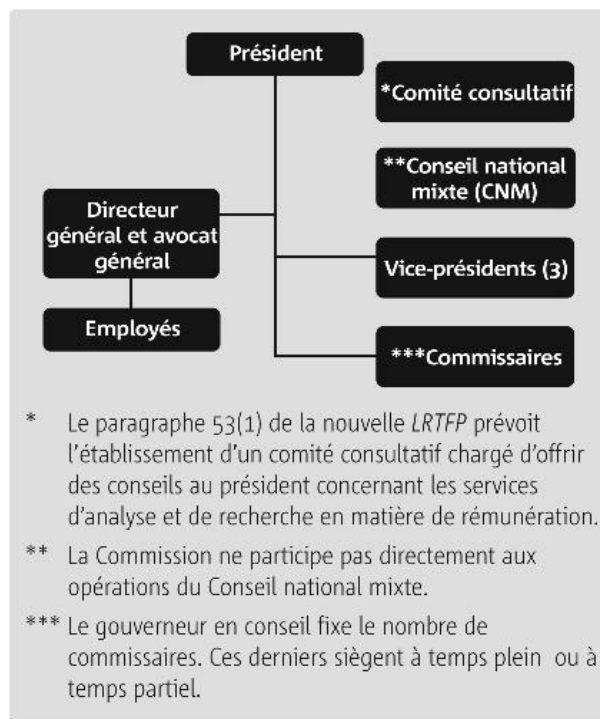 Président
*Comité consultatif
**Conseil national
mixte (CNM)
Directeur
général et avocat
général
Vice-présidents (3)
Employés
***Commissaires
* Le paragraphe 53(1) de la nouvelle LRTFP prévoit
l'établissement d'un comité consultatif chargé d'offrir
des conseils au président concernant les services
d'analyse et de recherche en matière de rémunération.
** La Commission ne participe pas directement aux
opérations du Conseil national mixte.
*** Le gouverneur en conseil fixe le nombre de
commissaires. Ces derniers siègent à temps plein ou à
temps partiel.